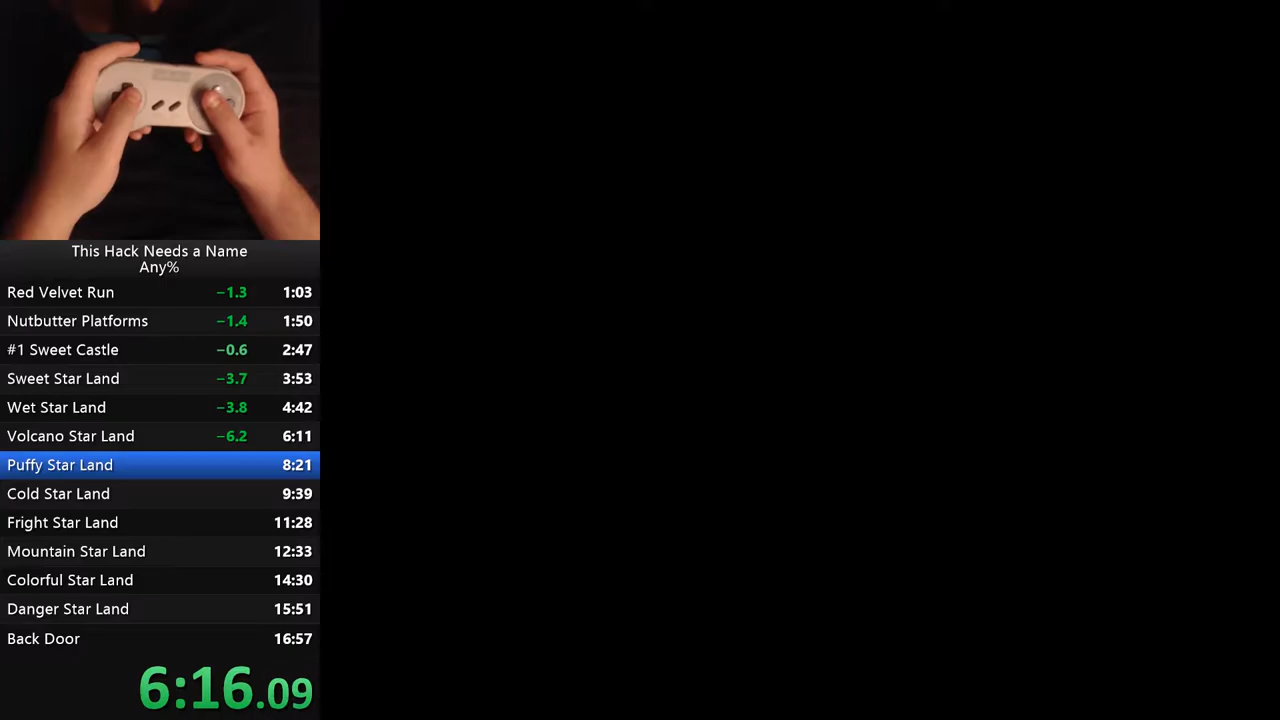 This Hack Needs a Name
Any%
Red Velvet Run −1.3 1:03
Nutbutter Platforms −1.4 1:50
#1 Sweet Castle −0.6 2:47
Sweet Star Land −3.7 3:53
Wet Star Land −3.8 4:42
Volcano Star Land −6.2 6:11
Puffy Star Land 8:21
Cold Star Land 9:39
Fright Star Land 11:28
Mountain Star Land 12:33
Colorful Star Land 14:30
Danger Star Land 15:51
Back Door 16:57
6:16.09